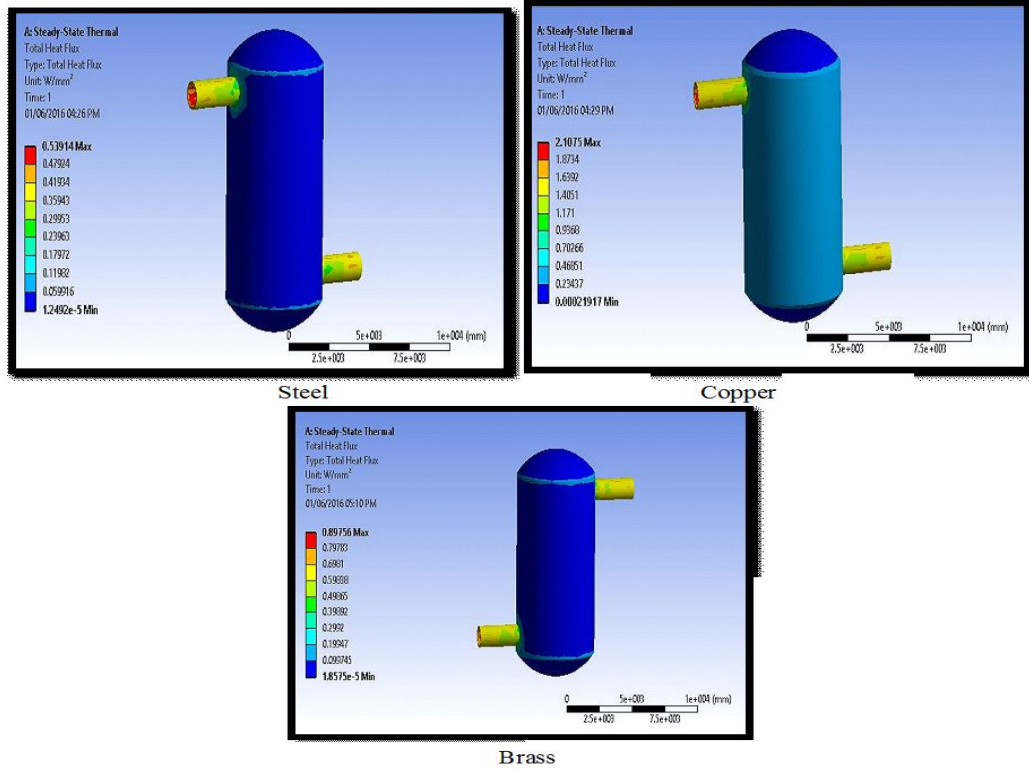 A: Steady-State Thermal
Total Heat Flux
Type: Total Heat Flux
Unit: W/mm²
Time: 1
01/06/2016 04:26 PM
0.53914 Max
0.47924
0.41934
0.35943
0.29953
0.23963
0.17972
0.11982
0.059916
1.2492e-5 Min
0 5e+003 1e+004 (mm)
2.5e+003 7.5e+003
Steel
A: Steady-State Thermal
Total Heat Flux
Type: Total Heat Flux
Unit: W/mm²
Time: 1
01/06/2016 04:29 PM
2.1075 Max
1.8734
1.6392
1.4051
1.171
0.9368
0.70266
0.46851
0.23437
0.00021917 Min
0 5e+003 1e+004 (mm)
2.5e+003 7.5e+003
Copper
A: Steady-State Thermal
Total Heat Flux
Type: Total Heat Flux
Unit: W/mm²
Time: 1
01/06/2016 05:10 PM
0.89756 Max
0.79783
0.6981
0.59838
0.49865
0.39892
0.2992
0.19947
0.099745
1.8575e-5 Min
0 5e+003 1e+004 (mm)
2.5e+003 7.5e+003
Brass